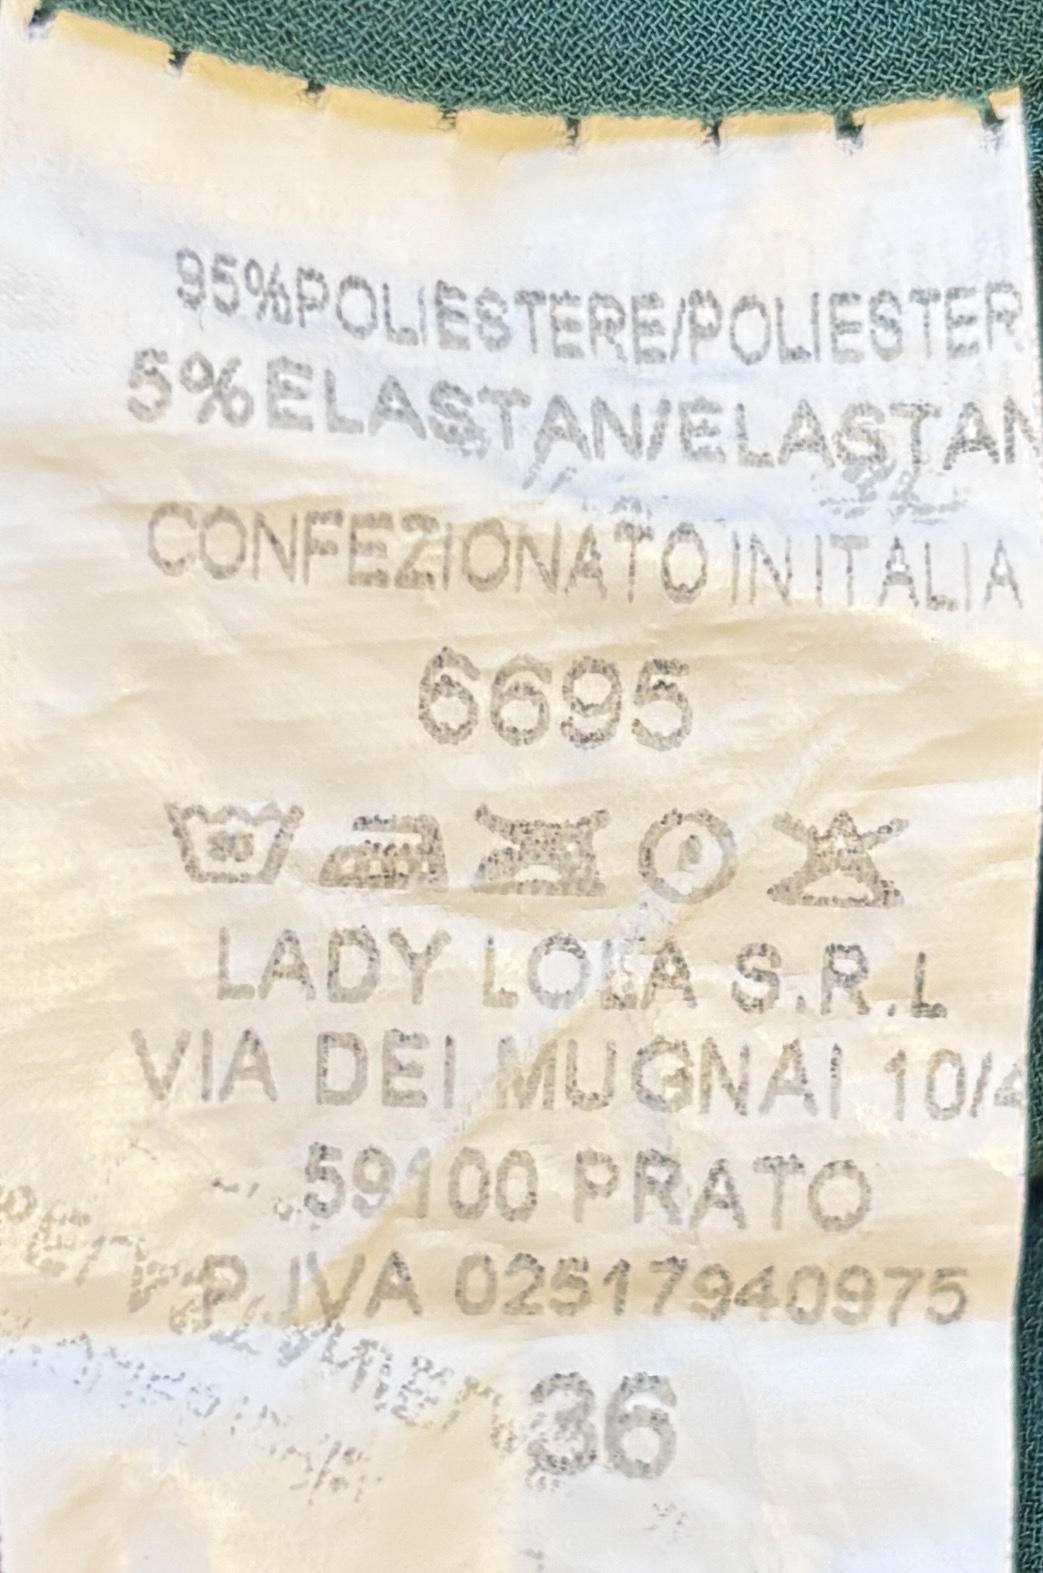 95%POLIESTERE/POLIESTER
5%ELASTAN/ELASTAN
CONFEZIONATO IN ITALIA
6695
30
P
LADY LOLA S.R.L
VIA DEI MUGNAI 10/4
59100 PRATO
P.IVA 02517940975
36